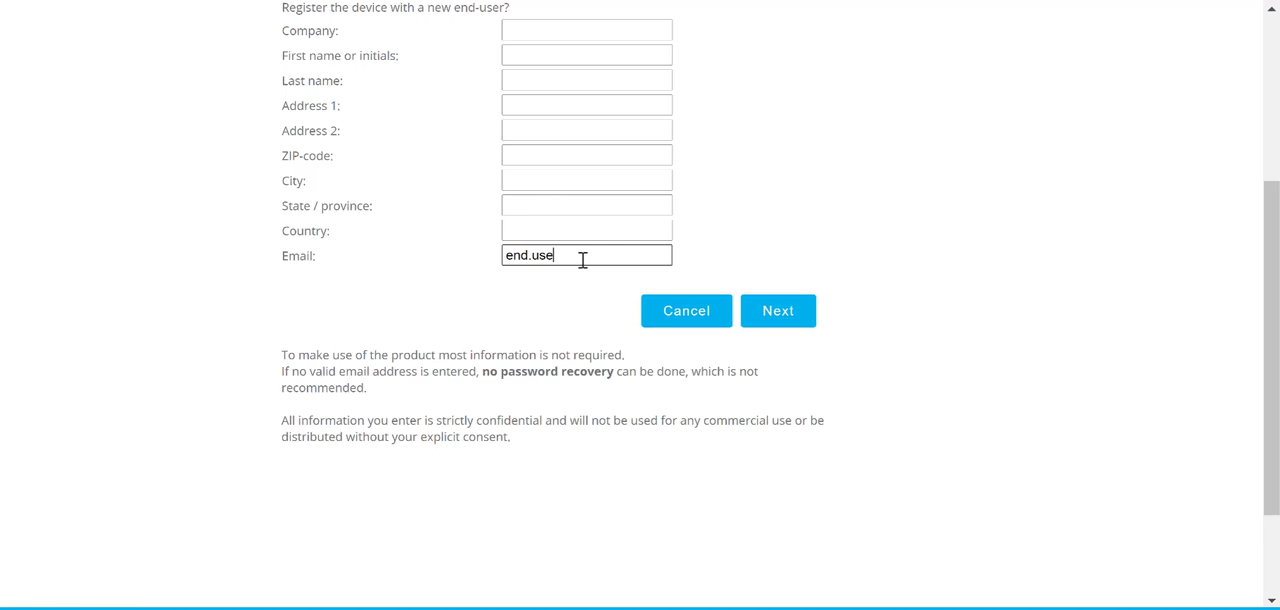 Register the device with a new end-user?
Company:
First name or initials:
Last name:
Address 1:
Address 2:
ZIP-code:
City:
State / province:
Country:
Email: end.use
Cancel Next
To make use of the product most information is not required.
If no valid email address is entered, no password recovery can be done, which is not
recommended.
All information you enter is strictly confidential and will not be used for any commercial use or be
distributed without your explicit consent.